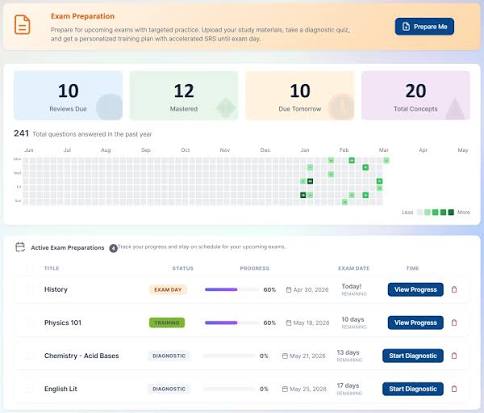 Exam Preparation
Prepare for upcoming exams with targeted practice. Upload your study materials, take a diagnostic quiz,
and get a personalized training plan with accelerated SRS until exam day.
Prepare Me
10
Reviews Due
12
Mastered
10
Due Tomorrow
20
Total Concepts
241 Total questions answered in the past year
Jun Jul Aug Sep Oct Nov Dec Jan Feb Mar Apr May
Mon
Wed
Fri
Sun
Less More
Active Exam Preparations 4 Track your progress and stay on schedule for your upcoming exams.
TITLE STATUS PROGRESS EXAM DATE TIME
History EXAM DAY 60% Apr 30, 2026 Today! REMAINING View Progress
Physics 101 TRAINING 60% May 18, 2026 10 days REMAINING View Progress
Chemistry - Acid Bases DIAGNOSTIC 0% May 21, 2026 13 days REMAINING Start Diagnostic
English Lit DIAGNOSTIC 0% May 25, 2026 17 days REMAINING Start Diagnostic